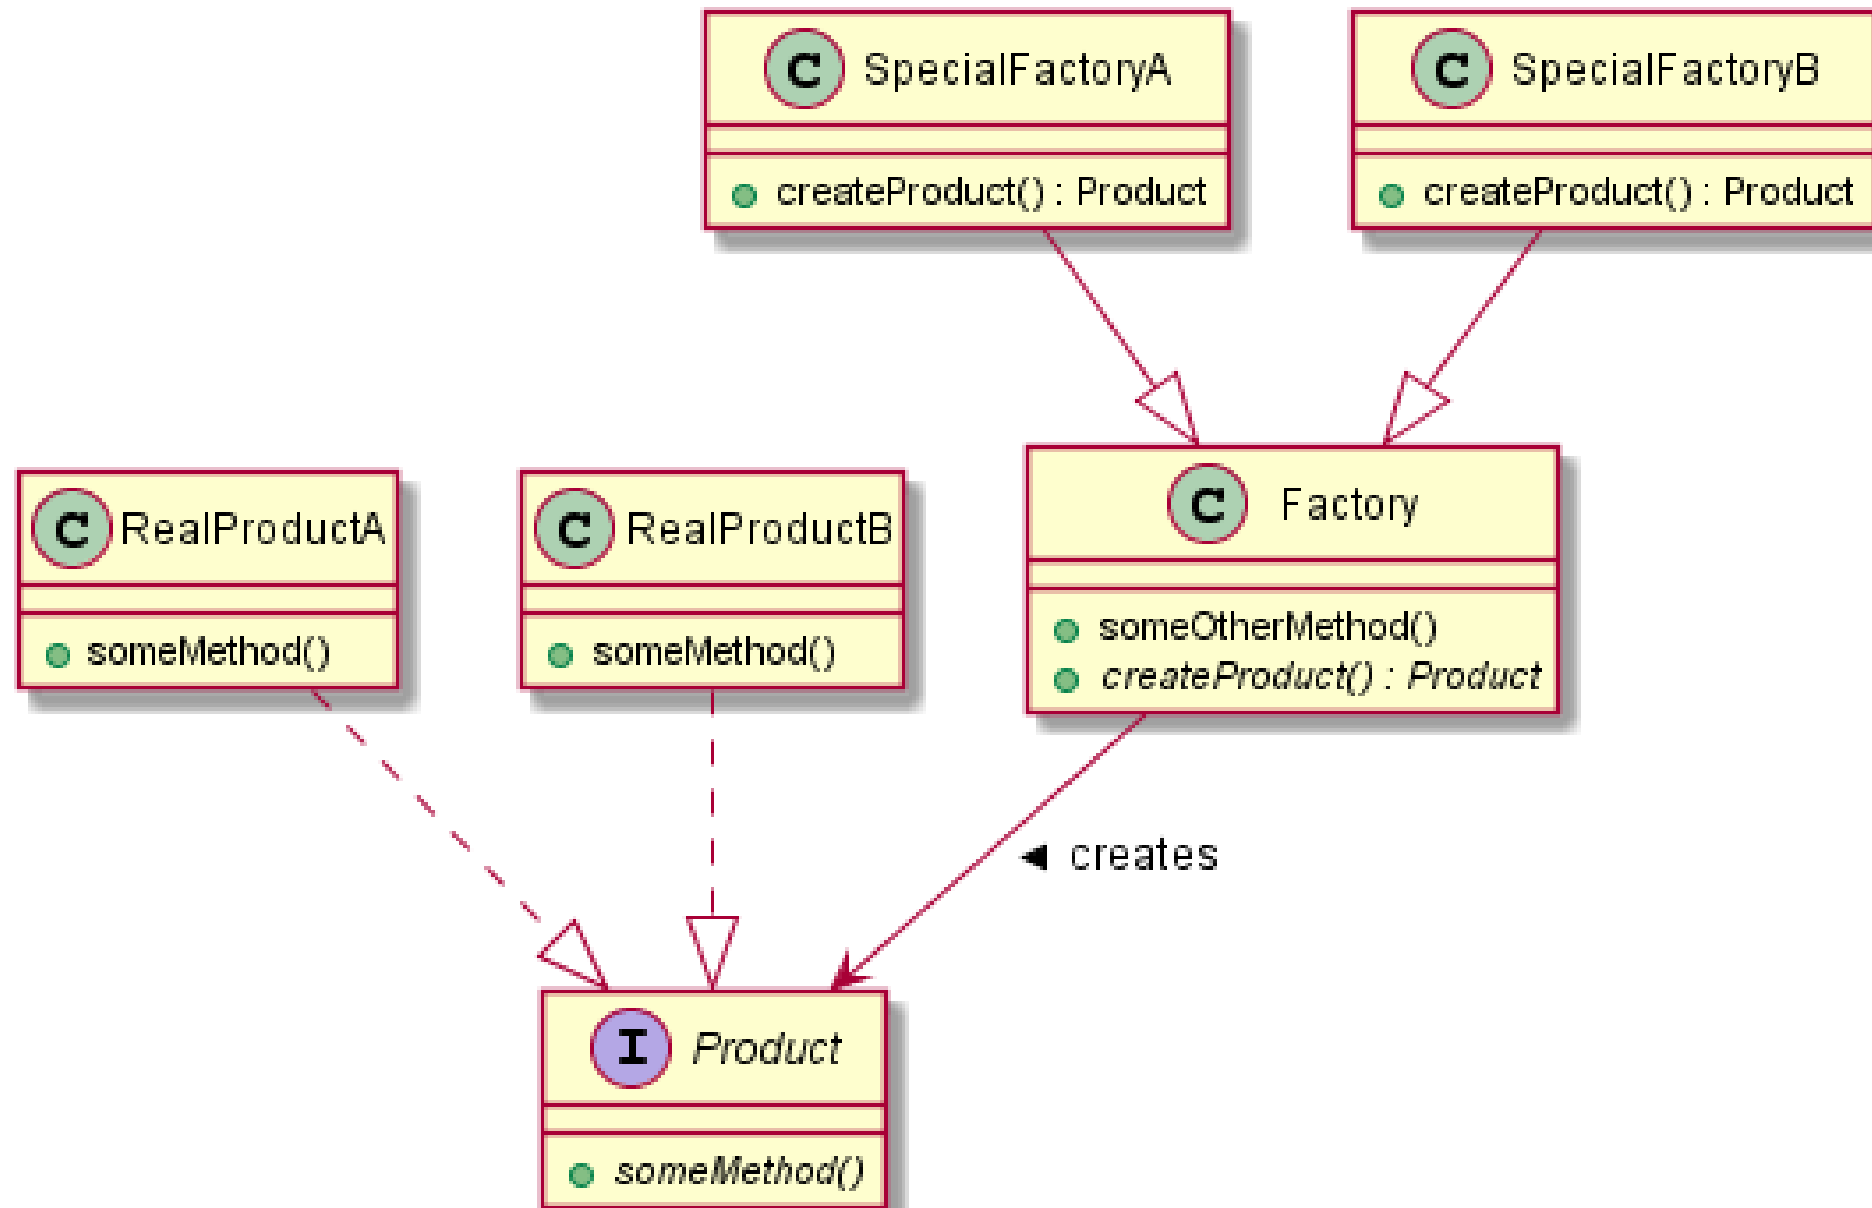 C SpecialFactoryA
createProduct() : Product
C SpecialFactoryB
createProduct() : Product
C RealProductA
someMethod()
C RealProductB
someMethod()
C Factory
someOtherMethod()
createProduct() : Product
◄ creates
I Product
someMethod()